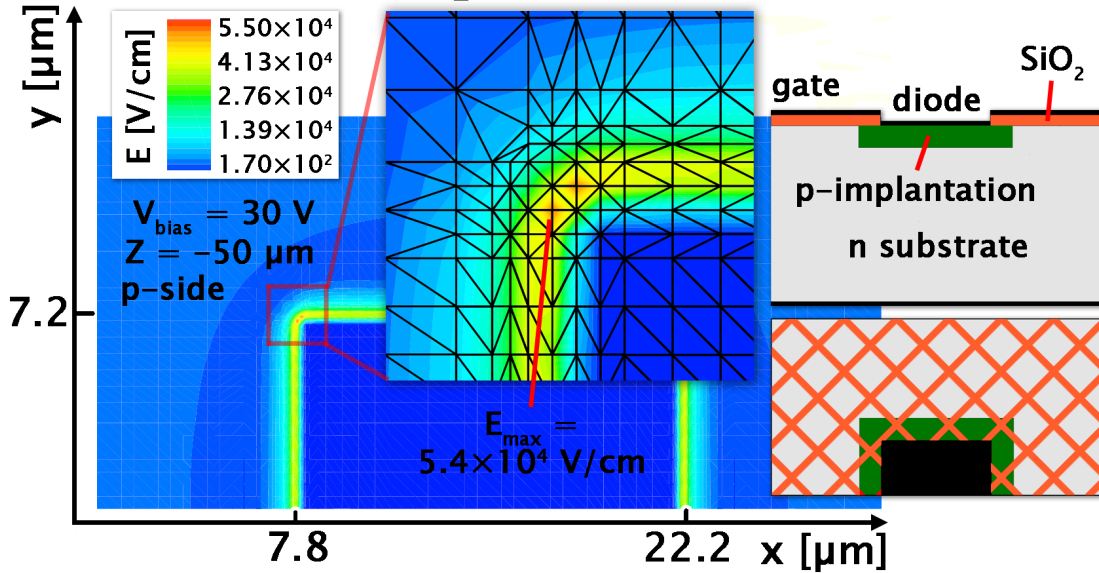 y [µm]
E [V/cm]
5.50×10⁴
4.13×10⁴
2.76×10⁴
1.39×10⁴
1.70×10²
V_bias = 30 V
Z = -50 µm
p-side
7.2
E_max =
5.4×10⁴ V/cm
7.8
22.2
x [µm]
gate
diode
SiO₂
p-implantation
n substrate